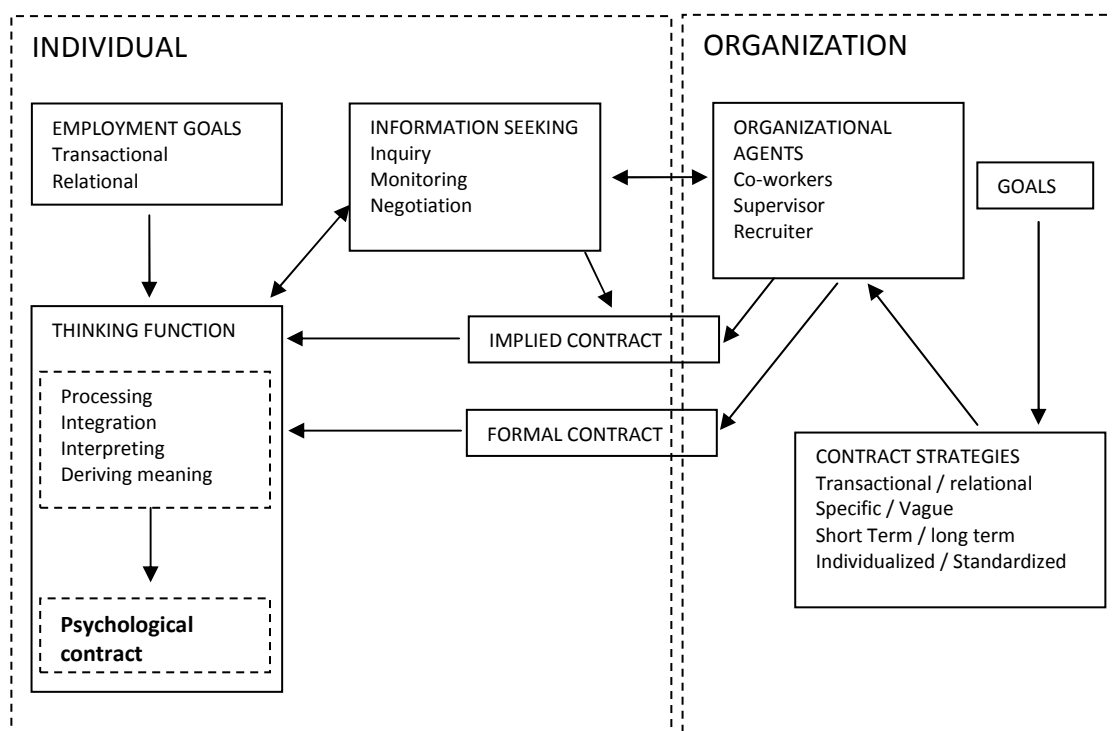 INDIVIDUAL
ORGANIZATION
EMPLOYMENT GOALS
Transactional
Relational
INFORMATION SEEKING
Inquiry
Monitoring
Negotiation
ORGANIZATIONAL
AGENTS
Co-workers
Supervisor
Recruiter
GOALS
THINKING FUNCTION
Processing
Integration
Interpreting
Deriving meaning
Psychological
contract
IMPLIED CONTRACT
FORMAL CONTRACT
CONTRACT STRATEGIES
Transactional / relational
Specific / Vague
Short Term / long term
Individualized / Standardized